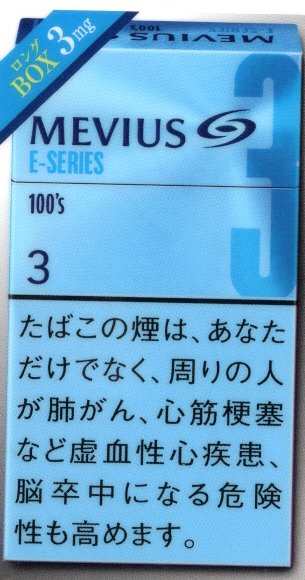 ロング
BOX 3mg
MEVIUS
100's
E-SERIES
3
MEVIUS
E-SERIES
100's
3
たばこの煙は、あなた
だけでなく、周りの人
が肺がん、心筋梗塞
など虚血性心疾患、
脳卒中になる危険
性も高めます。